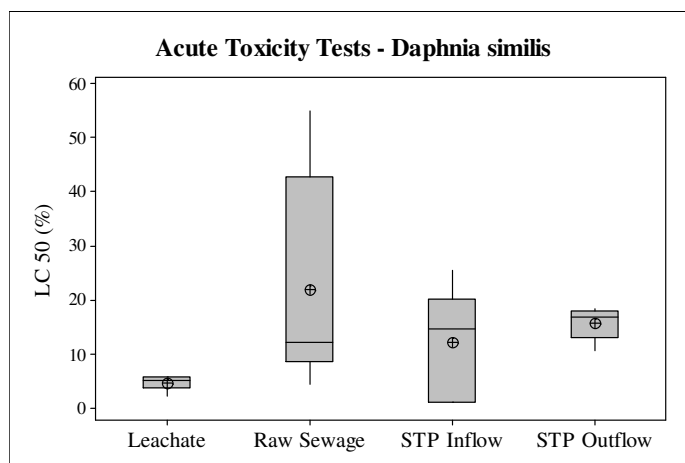 Acute Toxicity Tests - Daphnia similis
60
50
40
30
20
10
0
LC 50 (%)
Leachate Raw Sewage STP Inflow STP Outflow